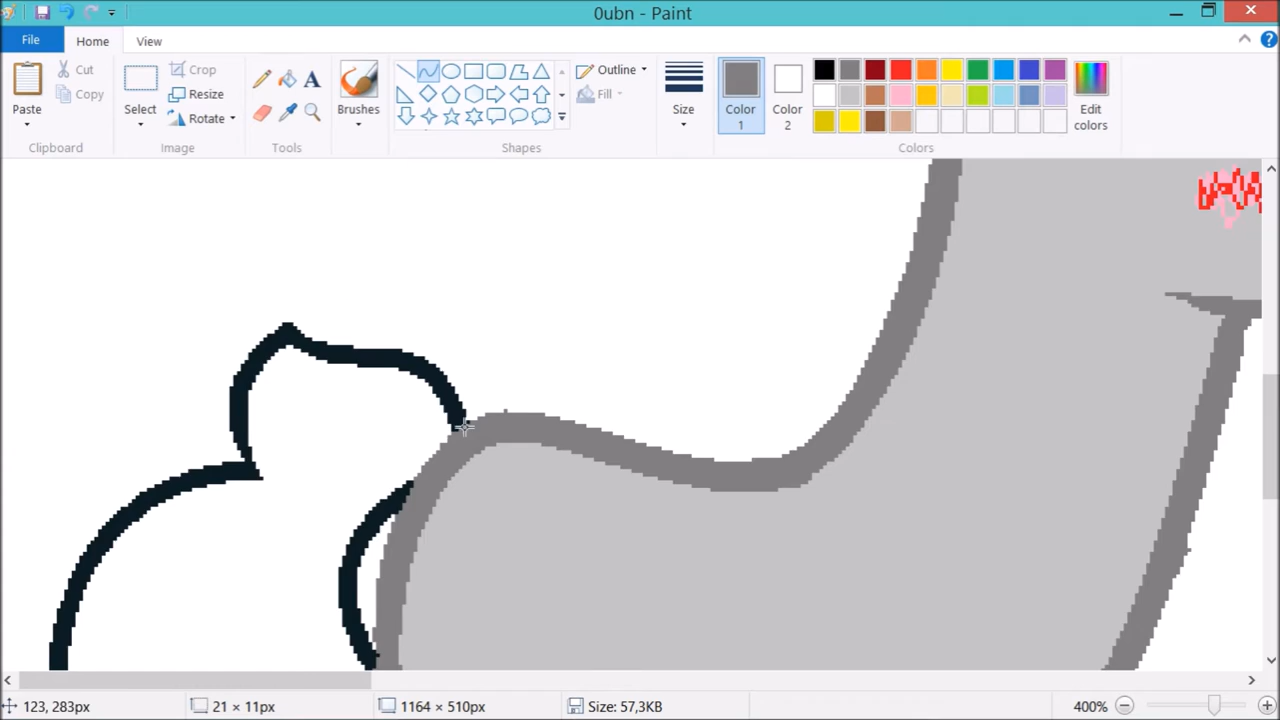 0ubn - Paint
File Home View
Paste
Cut
Copy
Clipboard
Select
Crop
Resize
Rotate
Image
Tools
Brushes
Outline
Fill
Shapes
Size
Color 1
Color 2
Edit colors
Colors
123, 283px
21 × 11px
1164 × 510px
Size: 57,3KB
400%